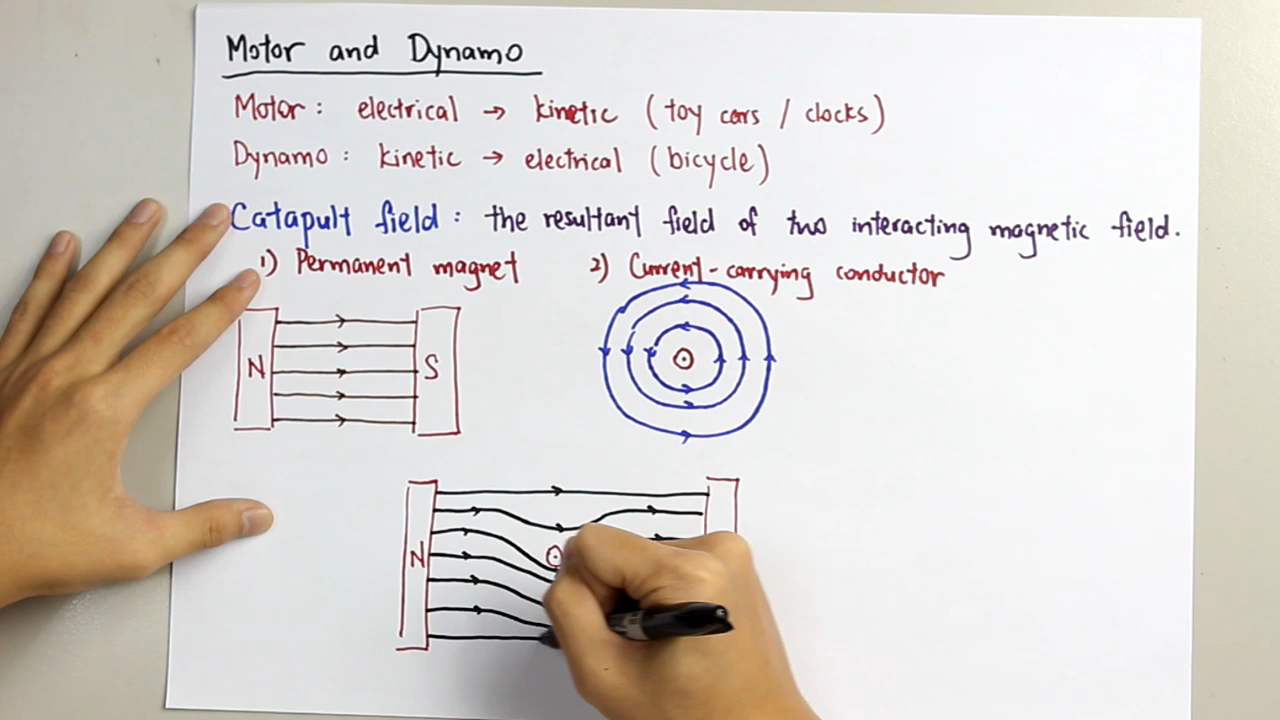 Motor and Dynamo
Motor : electrical → kinetic ( toy cars / clocks )
Dynamo : kinetic → electrical ( bicycle )
Catapult field : the resultant field of two interacting magnetic field.
1) Permanent magnet 2) Current-carrying conductor
N S
N